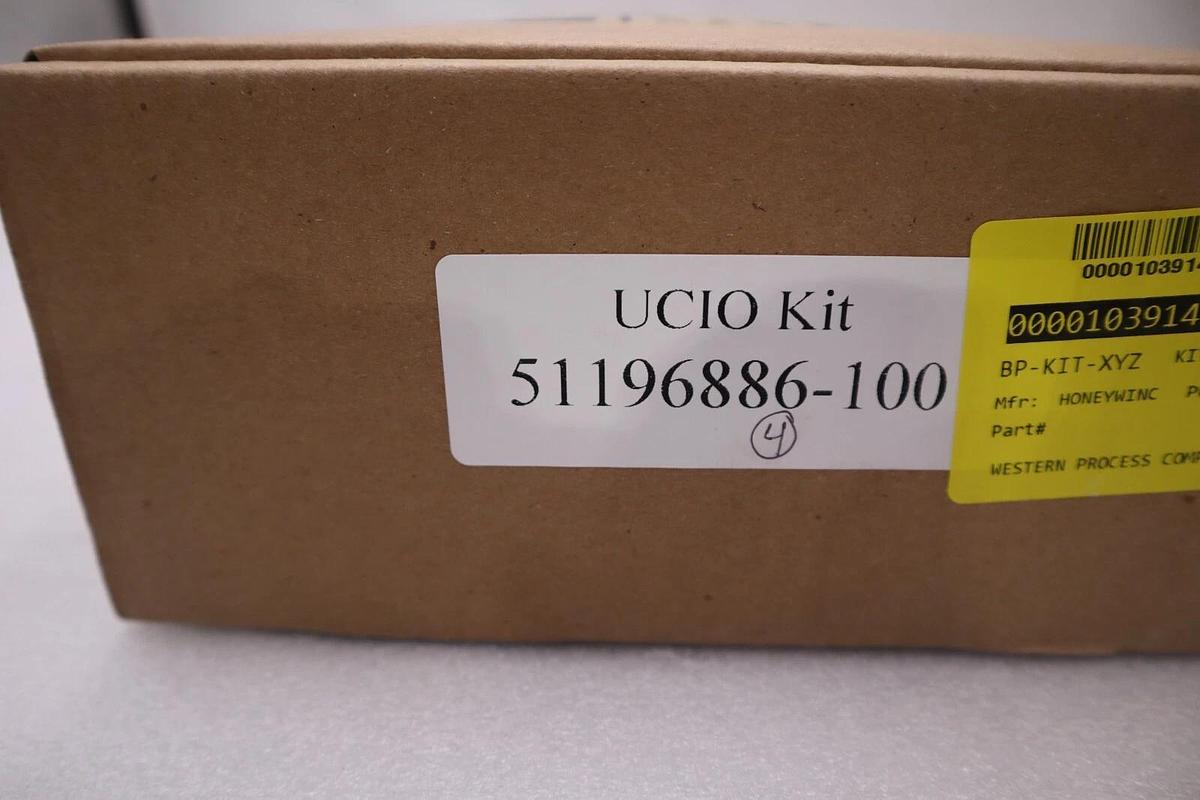 UCIO Kit
51196886-100
4
0000103914
0000103914
BP-KIT-XYZ
Mfr: HONEYWINC
Part#
WESTERN PROCESS